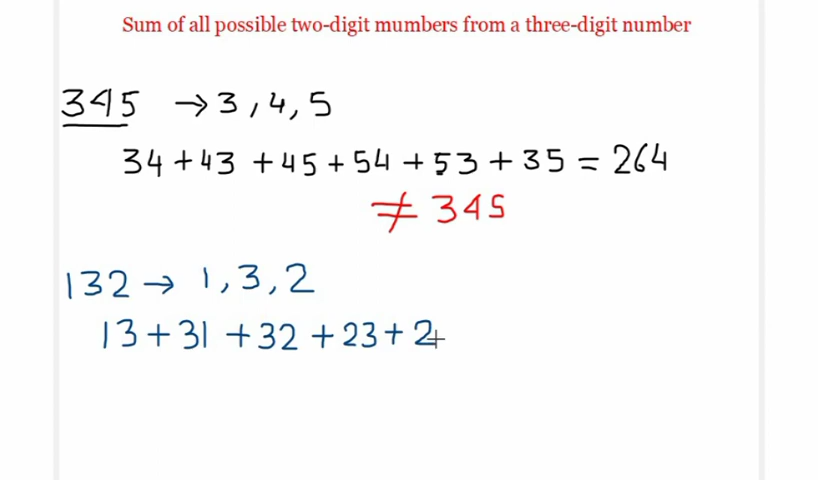 Sum of all possible two-digit mumbers from a three-digit number
345 → 3, 4, 5
34 + 43 + 45 + 54 + 53 + 35 = 264
≠ 345
132 → 1, 3, 2
13 + 31 + 32 + 23 + 2